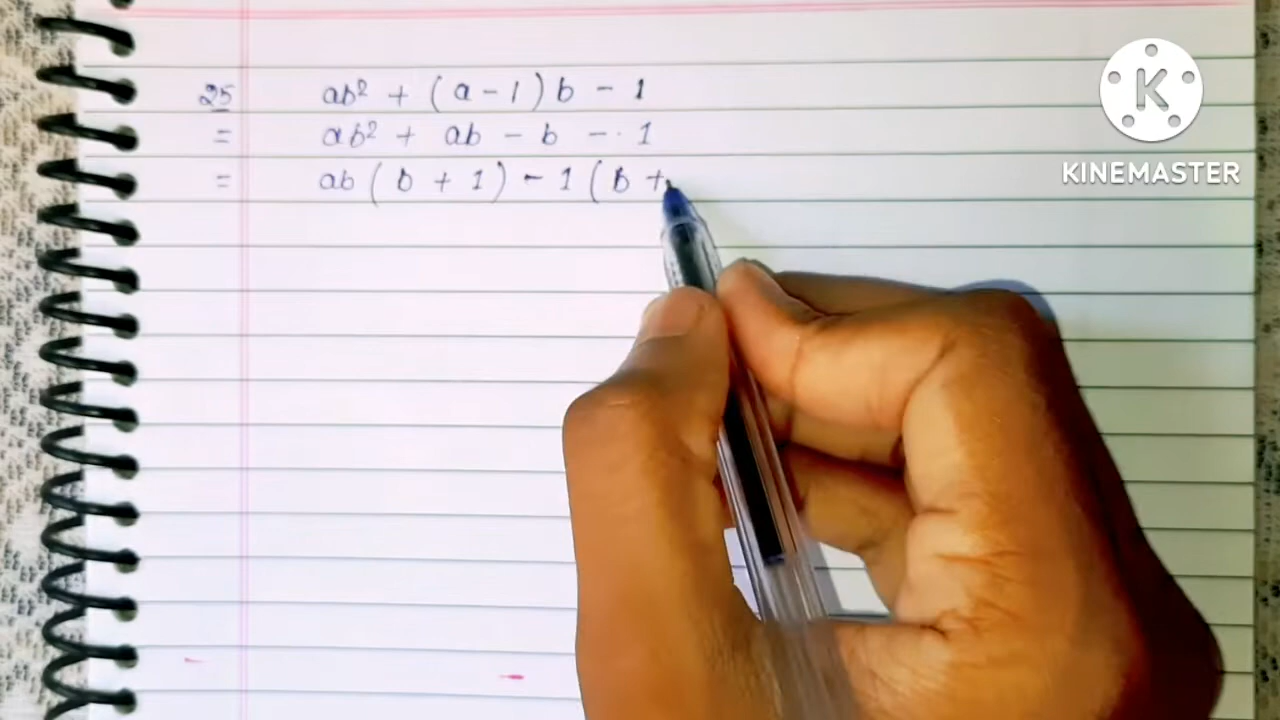 25 ab² + (a - 1) b - 1
= ab² + ab - b - 1
= ab (b + 1) - 1 (b +
K
KINEMASTER